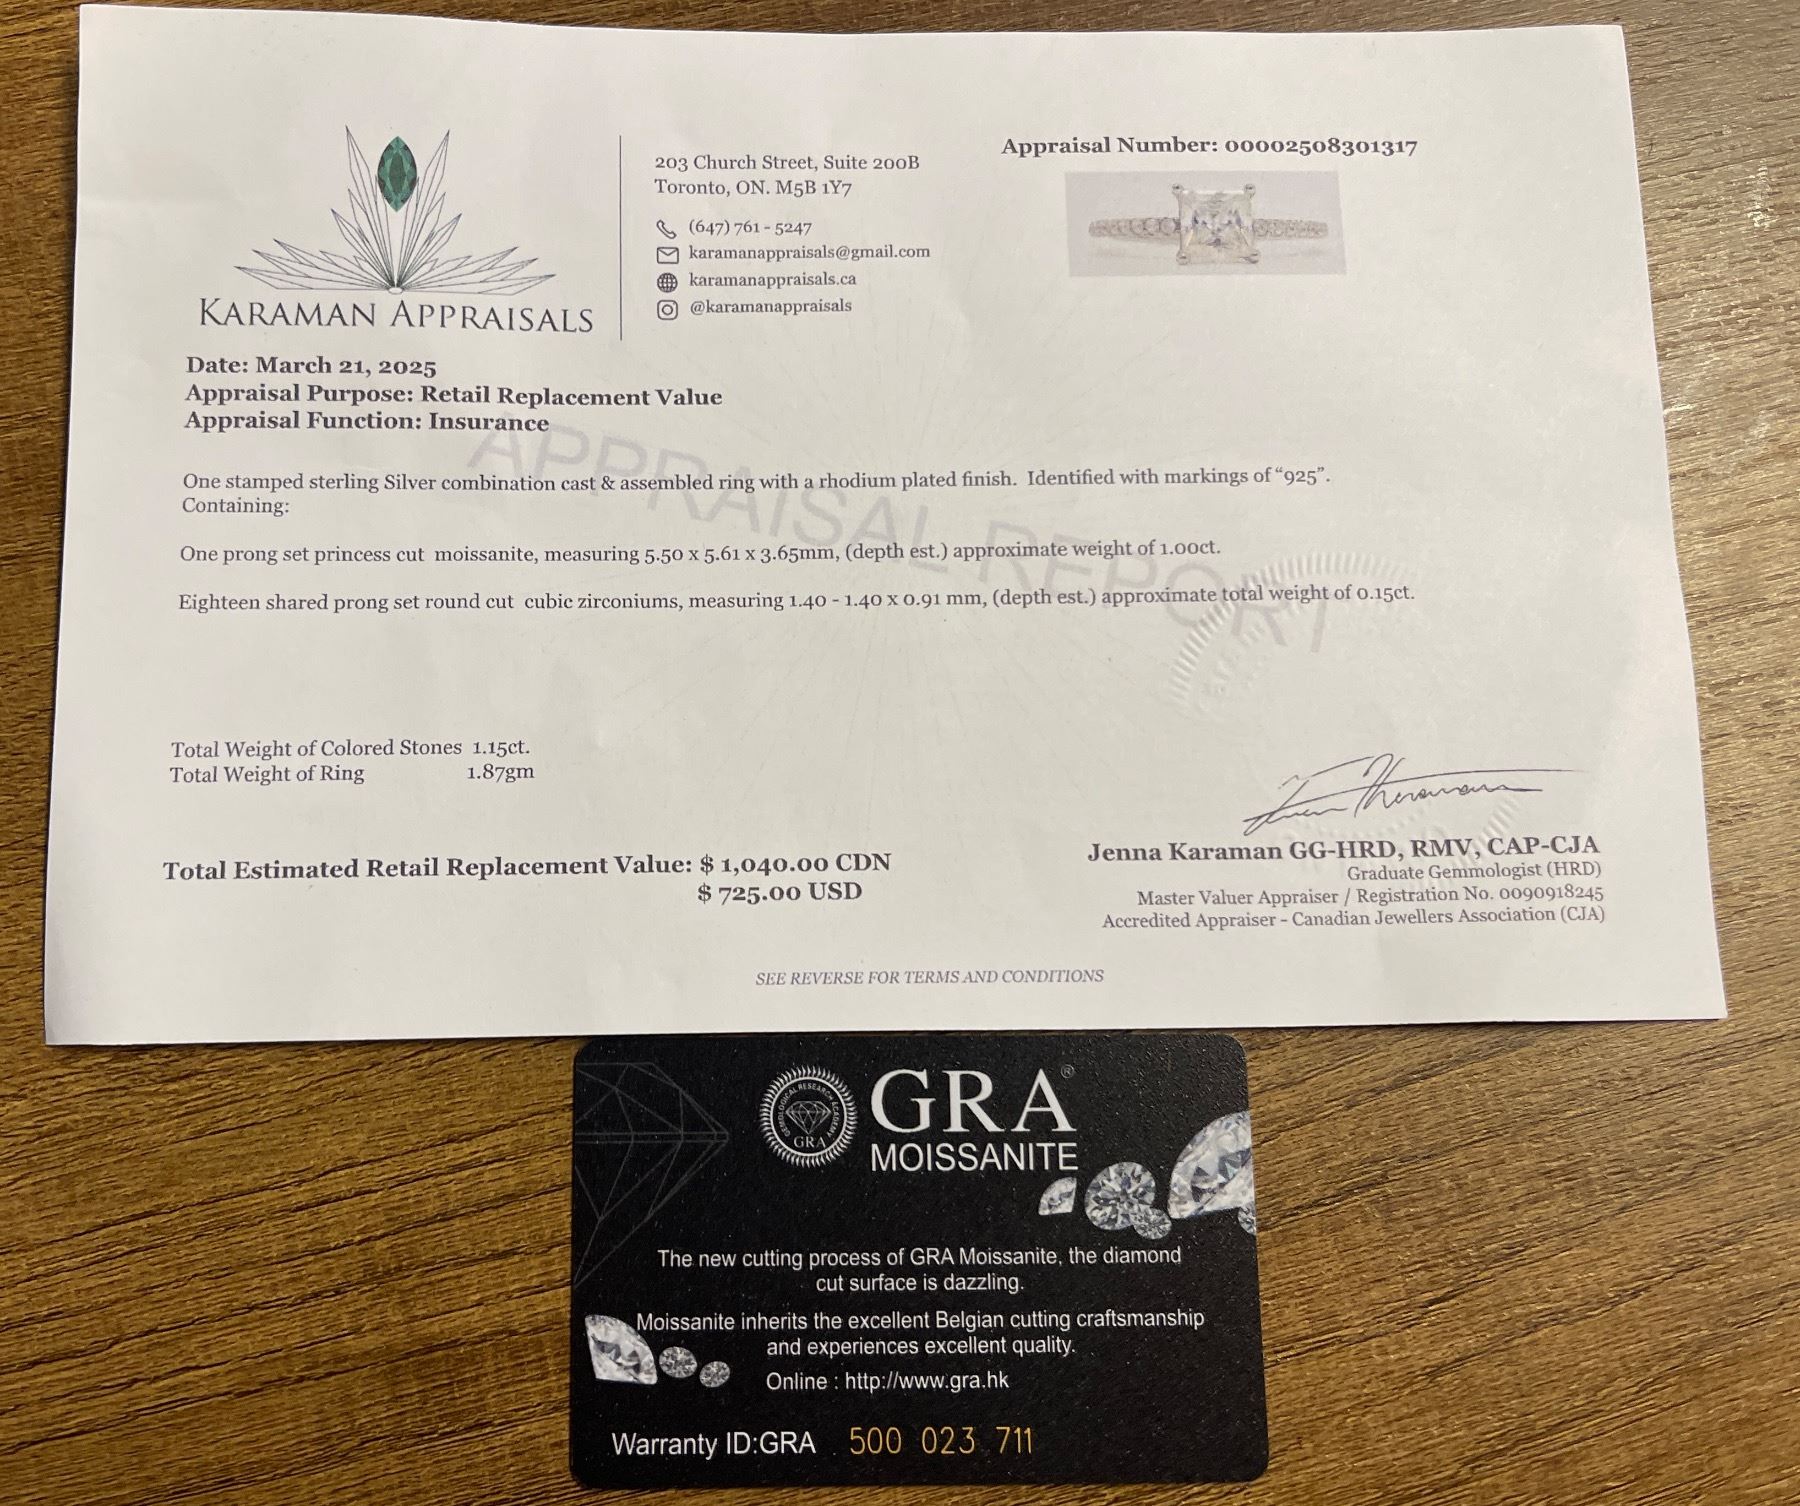 KARAMAN APPRAISALS
203 Church Street, Suite 200B
Toronto, ON. M5B 1Y7
(647) 761 - 5247
karamanappraisals@gmail.com
karamanappraisals.ca
@karamanappraisals
Appraisal Number: 00002508301317
Date: March 21, 2025
Appraisal Purpose: Retail Replacement Value
Appraisal Function: Insurance
APPRAISAL REPORT
One stamped sterling Silver combination cast & assembled ring with a rhodium plated finish. Identified with markings of "925".
Containing:
One prong set princess cut moissanite, measuring 5.50 x 5.61 x 3.65mm, (depth est.) approximate weight of 1.00ct.
Eighteen shared prong set round cut cubic zirconiums, measuring 1.40 - 1.40 x 0.91 mm, (depth est.) approximate total weight of 0.15ct.
Total Weight of Colored Stones 1.15ct.
Total Weight of Ring 1.87gm
Total Estimated Retail Replacement Value: $ 1,040.00 CDN
$ 725.00 USD
Jenna Karaman GG-HRD, RMV, CAP-CJA
Graduate Gemmologist (HRD)
Master Valuer Appraiser / Registration No. 0090918245
Accredited Appraiser - Canadian Jewellers Association (CJA)
SEE REVERSE FOR TERMS AND CONDITIONS
GEMOLOGICAL RESEARCH ACADEMY
GRA
GRA®
MOISSANITE
The new cutting process of GRA Moissanite, the diamond
cut surface is dazzling.
Moissanite inherits the excellent Belgian cutting craftsmanship
and experiences excellent quality.
Online : http://www.gra.hk
Warranty ID:GRA 500 023 711